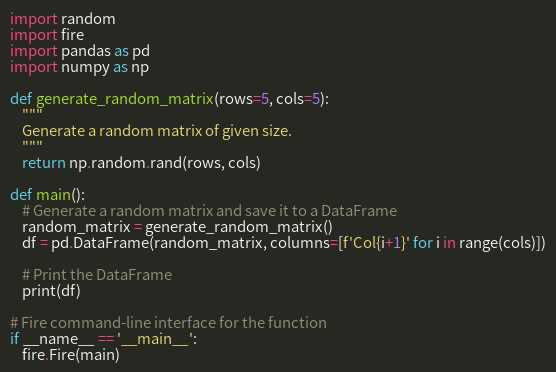 import random
import fire
import pandas as pd
import numpy as np

def generate_random_matrix(rows=5, cols=5):
    """
    Generate a random matrix of given size.
    """
    return np.random.rand(rows, cols)

def main():
    # Generate a random matrix and save it to a DataFrame
    random_matrix = generate_random_matrix()
    df = pd.DataFrame(random_matrix, columns=[f'Col{i+1}' for i in range(cols)])

    # Print the DataFrame
    print(df)

# Fire command-line interface for the function
if __name__ == '__main__':
    fire.Fire(main)